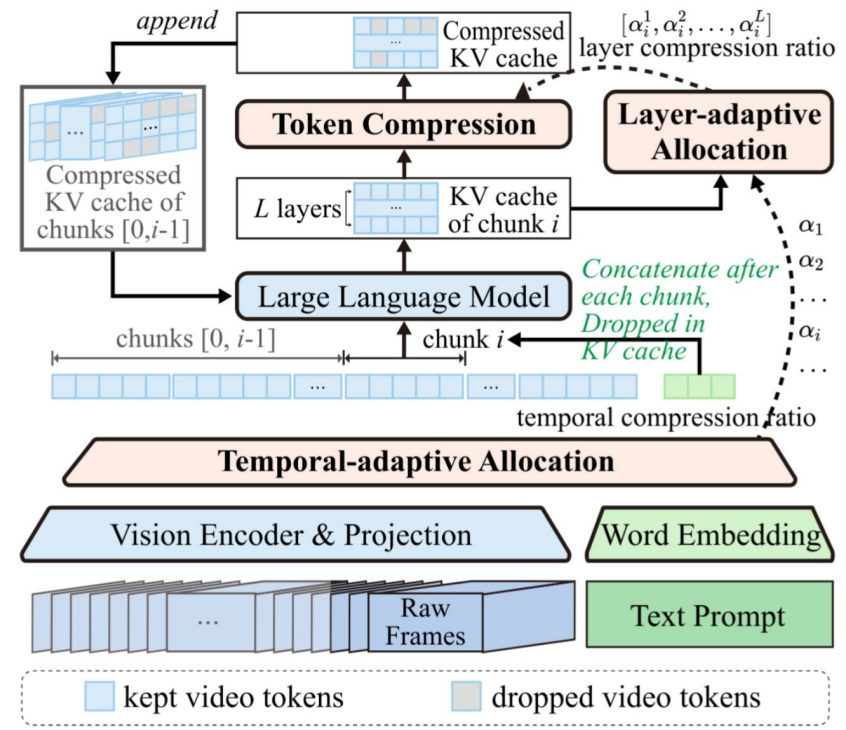 append
Compressed
KV cache
...
[α_i^1, α_i^2, . . . , α_i^L]
layer compression ratio
Token Compression
Layer-adaptive
Allocation
...
...
Compressed
KV cache of
chunks [0,i-1]
L layers
...
KV cache
of chunk i
α_1
α_2
. . .
α_i
. . .
Large Language Model
Concatenate after
each chunk,
Dropped in
KV cache
chunks [0, i-1]
chunk i
...
...
temporal compression ratio
Temporal-adaptive Allocation
Vision Encoder & Projection
Word Embedding
...
Raw
Frames
Text Prompt
kept video tokens
dropped video tokens